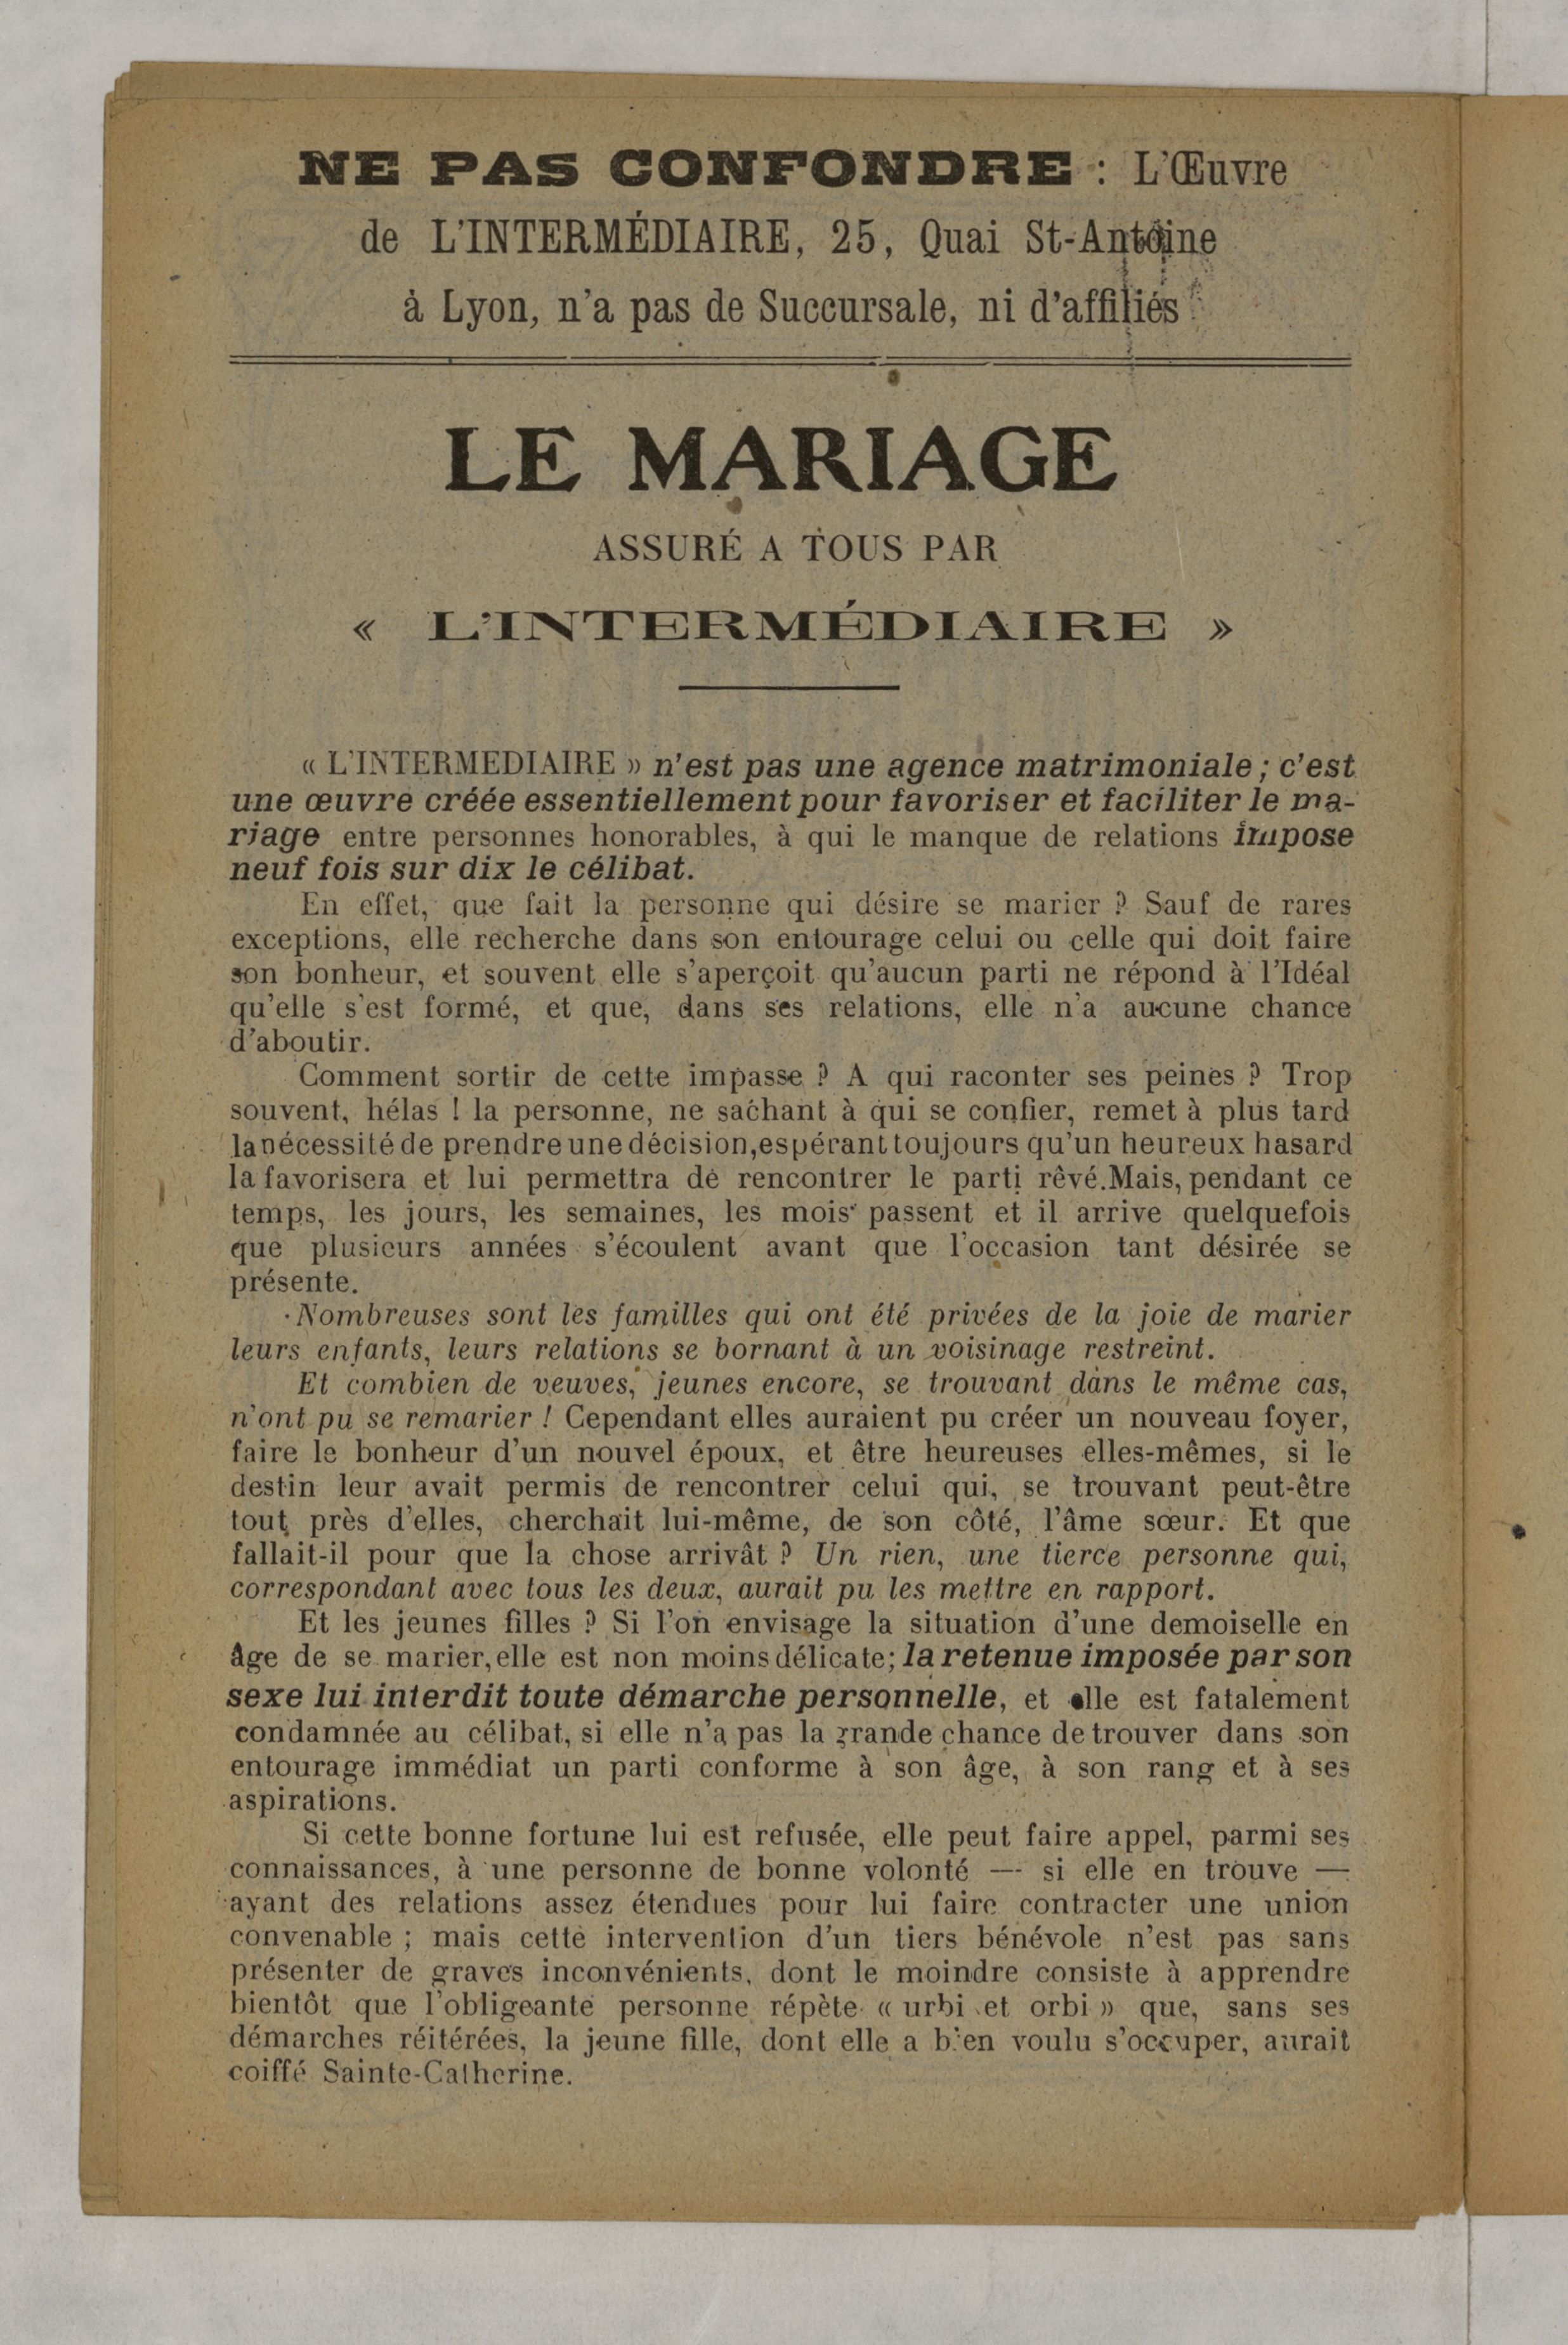 NE PAS CONFONDRE : L'Œuvre
de L'INTERMÉDIAIRE, 25, Quai St-Antoine
à Lyon, n'a pas de Succursale, ni d'affiliés
LE MARIAGE
ASSURÉ A TOUS PAR
« L'INTERMÉDIAIRE »
« L'INTERMEDIAIRE » n'est pas une agence matrimoniale ; c'est
une œuvre créée essentiellement pour favoriser et faciliter le ma-
riage entre personnes honorables, à qui le manque de relations impose
neuf fois sur dix le célibat.
En effet, que fait la personne qui désire se marier ? Sauf de rares
exceptions, elle recherche dans son entourage celui ou celle qui doit faire
son bonheur, et souvent elle s'aperçoit qu'aucun parti ne répond à l'Idéal
qu'elle s'est formé, et que, dans ses relations, elle n'a aucune chance
d'aboutir.
Comment sortir de cette impasse ? A qui raconter ses peines ? Trop
souvent, hélas ! la personne, ne sachant à qui se confier, remet à plus tard
la nécessité de prendre une décision, espérant toujours qu'un heureux hasard
la favorisera et lui permettra de rencontrer le parti rêvé. Mais, pendant ce
temps, les jours, les semaines, les mois passent et il arrive quelquefois
que plusieurs années s'écoulent avant que l'occasion tant désirée se
présente.
Nombreuses sont les familles qui ont été privées de la joie de marier
leurs enfants, leurs relations se bornant à un voisinage restreint.
Et combien de veuves, jeunes encore, se trouvant dans le même cas,
n'ont pu se remarier ! Cependant elles auraient pu créer un nouveau foyer,
faire le bonheur d'un nouvel époux, et être heureuses elles-mêmes, si le
destin leur avait permis de rencontrer celui qui, se trouvant peut-être
tout près d'elles, cherchait lui-même, de son côté, l'âme sœur. Et que
fallait-il pour que la chose arrivât ? Un rien, une tierce personne qui,
correspondant avec tous les deux, aurait pu les mettre en rapport.
Et les jeunes filles ? Si l'on envisage la situation d'une demoiselle en
âge de se marier, elle est non moins délicate; la retenue imposée par son
sexe lui interdit toute démarche personnelle, et elle est fatalement
condamnée au célibat, si elle n'a pas la grande chance de trouver dans son
entourage immédiat un parti conforme à son âge, à son rang et à ses
aspirations.
Si cette bonne fortune lui est refusée, elle peut faire appel, parmi ses
connaissances, à une personne de bonne volonté — si elle en trouve —
ayant des relations assez étendues pour lui faire contracter une union
convenable ; mais cette intervention d'un tiers bénévole n'est pas sans
présenter de graves inconvénients, dont le moindre consiste à apprendre
bientôt que l'obligeante personne répète « urbi et orbi » que, sans ses
démarches réitérées, la jeune fille, dont elle a bien voulu s'occuper, aurait
coiffé Sainte-Catherine.